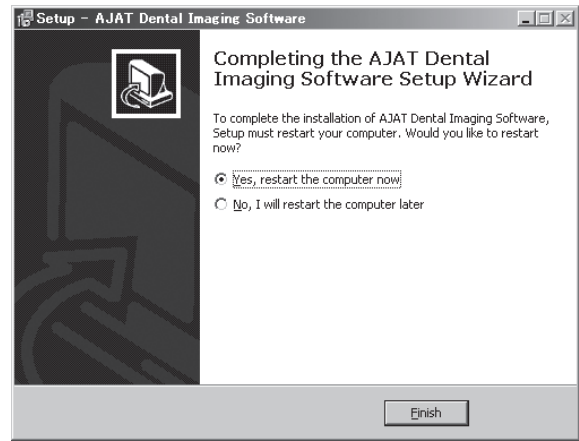 Setup - AJAT Dental Imaging Software
Completing the AJAT Dental
Imaging Software Setup Wizard
To complete the installation of AJAT Dental Imaging Software,
Setup must restart your computer. Would you like to restart
now?
Yes, restart the computer now
No, I will restart the computer later
Finish